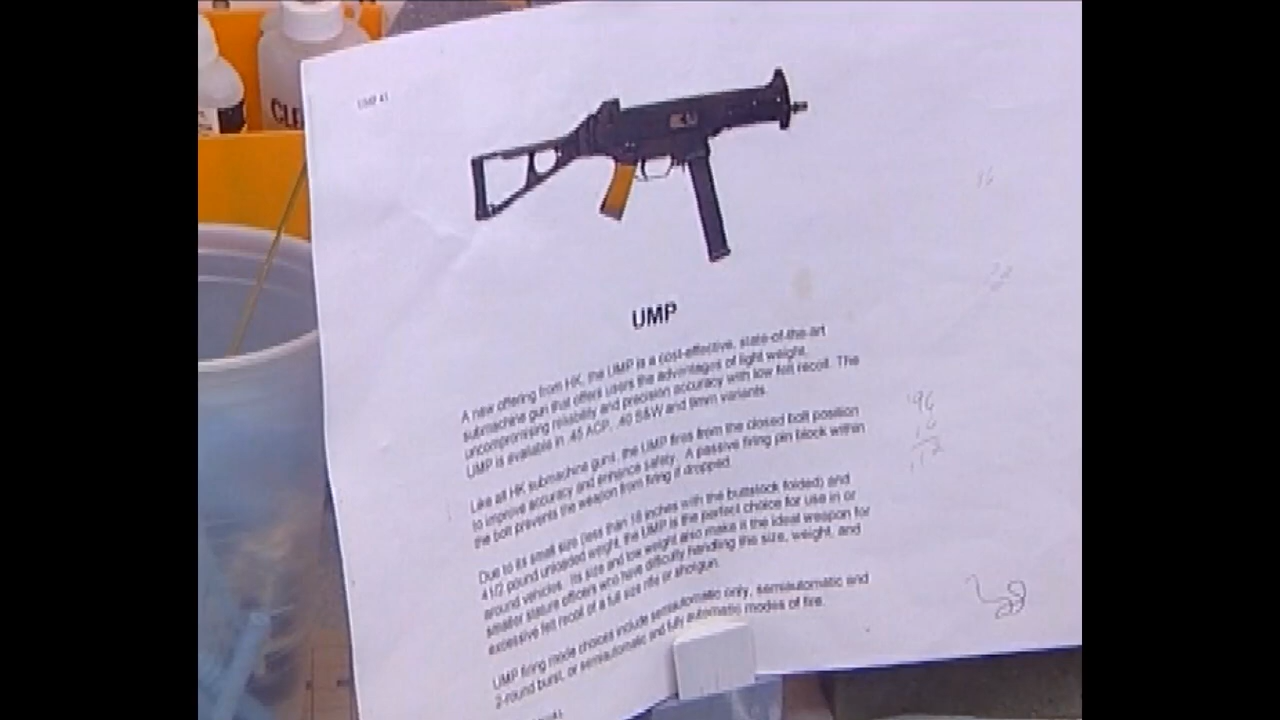 CLE
UMP 41
UMP
A new offering from HK, the UMP is a cost-effective, state-of-the-art
submachine gun that offers users the advantages of light weight,
uncompromising reliability and precision accuracy with low felt recoil. The
UMP is available in .45 ACP, .40 S&W and 9mm variants.
Like all HK submachine guns, the UMP fires from the closed bolt position
to improve accuracy and enhance safety. A passive firing pin block within
the bolt prevents the weapon from firing if dropped.
Due to its small size (less than 18 inches with the buttstock folded) and
4 1/2 pound unloaded weight, the UMP is the perfect choice for use in or
around vehicles. Its size and low weight also make it the ideal weapon for
smaller stature officers who have difficulty handling the size, weight, and
excessive felt recoil of a full size rifle or shotgun.
UMP firing mode choices include semiautomatic only, semiautomatic and
2-round burst, or semiautomatic and fully automatic modes of fire.
16
'96